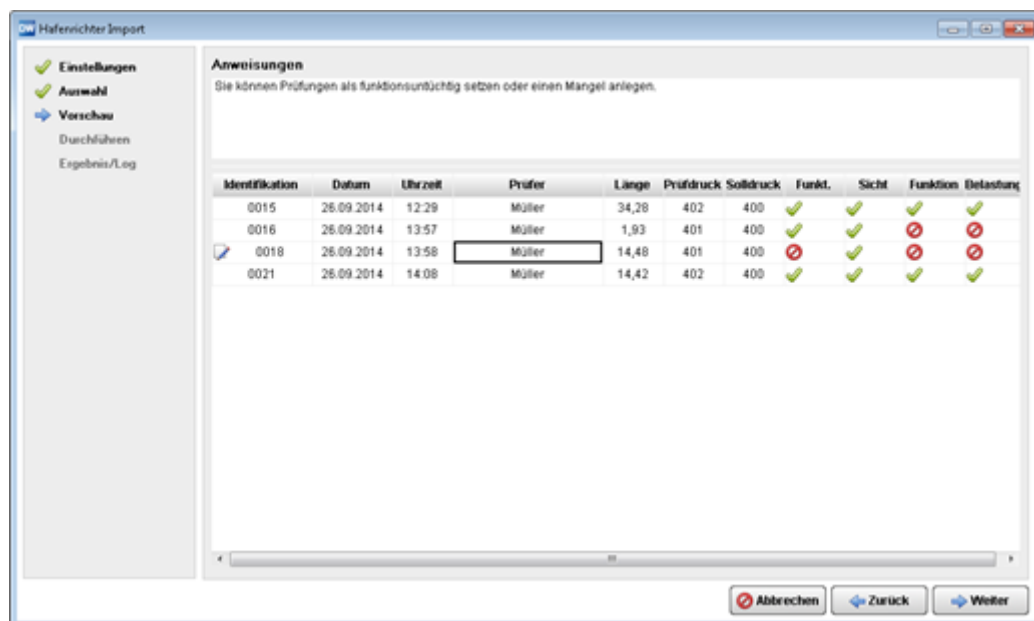 DW Hafenrichter Import
Einstellungen
Auswahl
Vorschau
Durchführen
Ergebnis/Log
Anweisungen
Sie können Prüfungen als funktionsuntüchtig setzen oder einen Mangel anlegen.
Identifikation Datum Uhrzeit Prüfer Länge Prüfdruck Solldruck Funkt. Sicht Funktion Belastung
0015 26.09.2014 12:29 Müller 34,28 402 400
0016 26.09.2014 13:57 Müller 1,93 401 400
0018 26.09.2014 13:58 Müller 14,48 401 400
0021 26.09.2014 14:08 Müller 14,42 402 400
Abbrechen Zurück Weiter